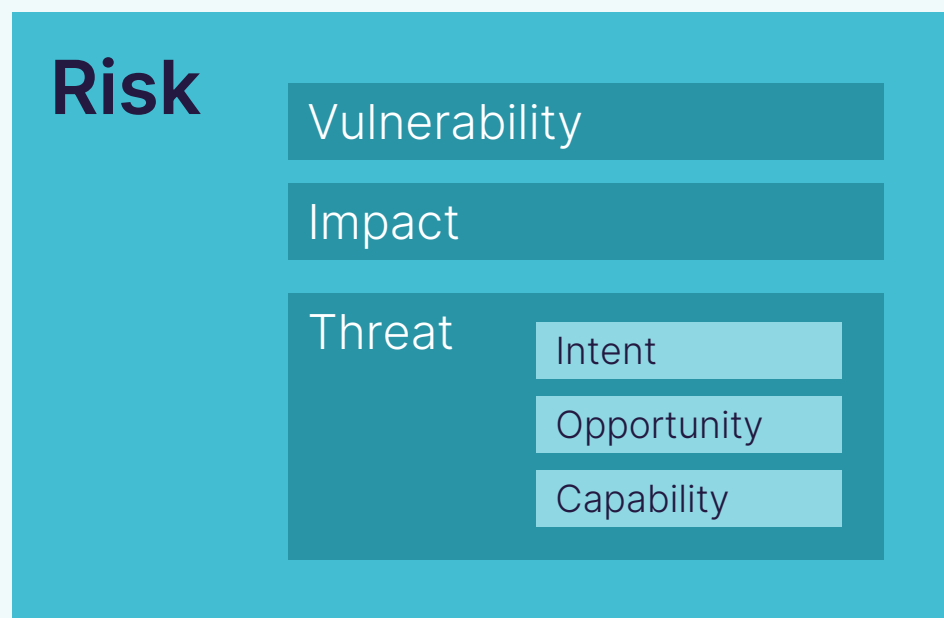 Risk
Vulnerability
Impact
Threat
Intent
Opportunity
Capability